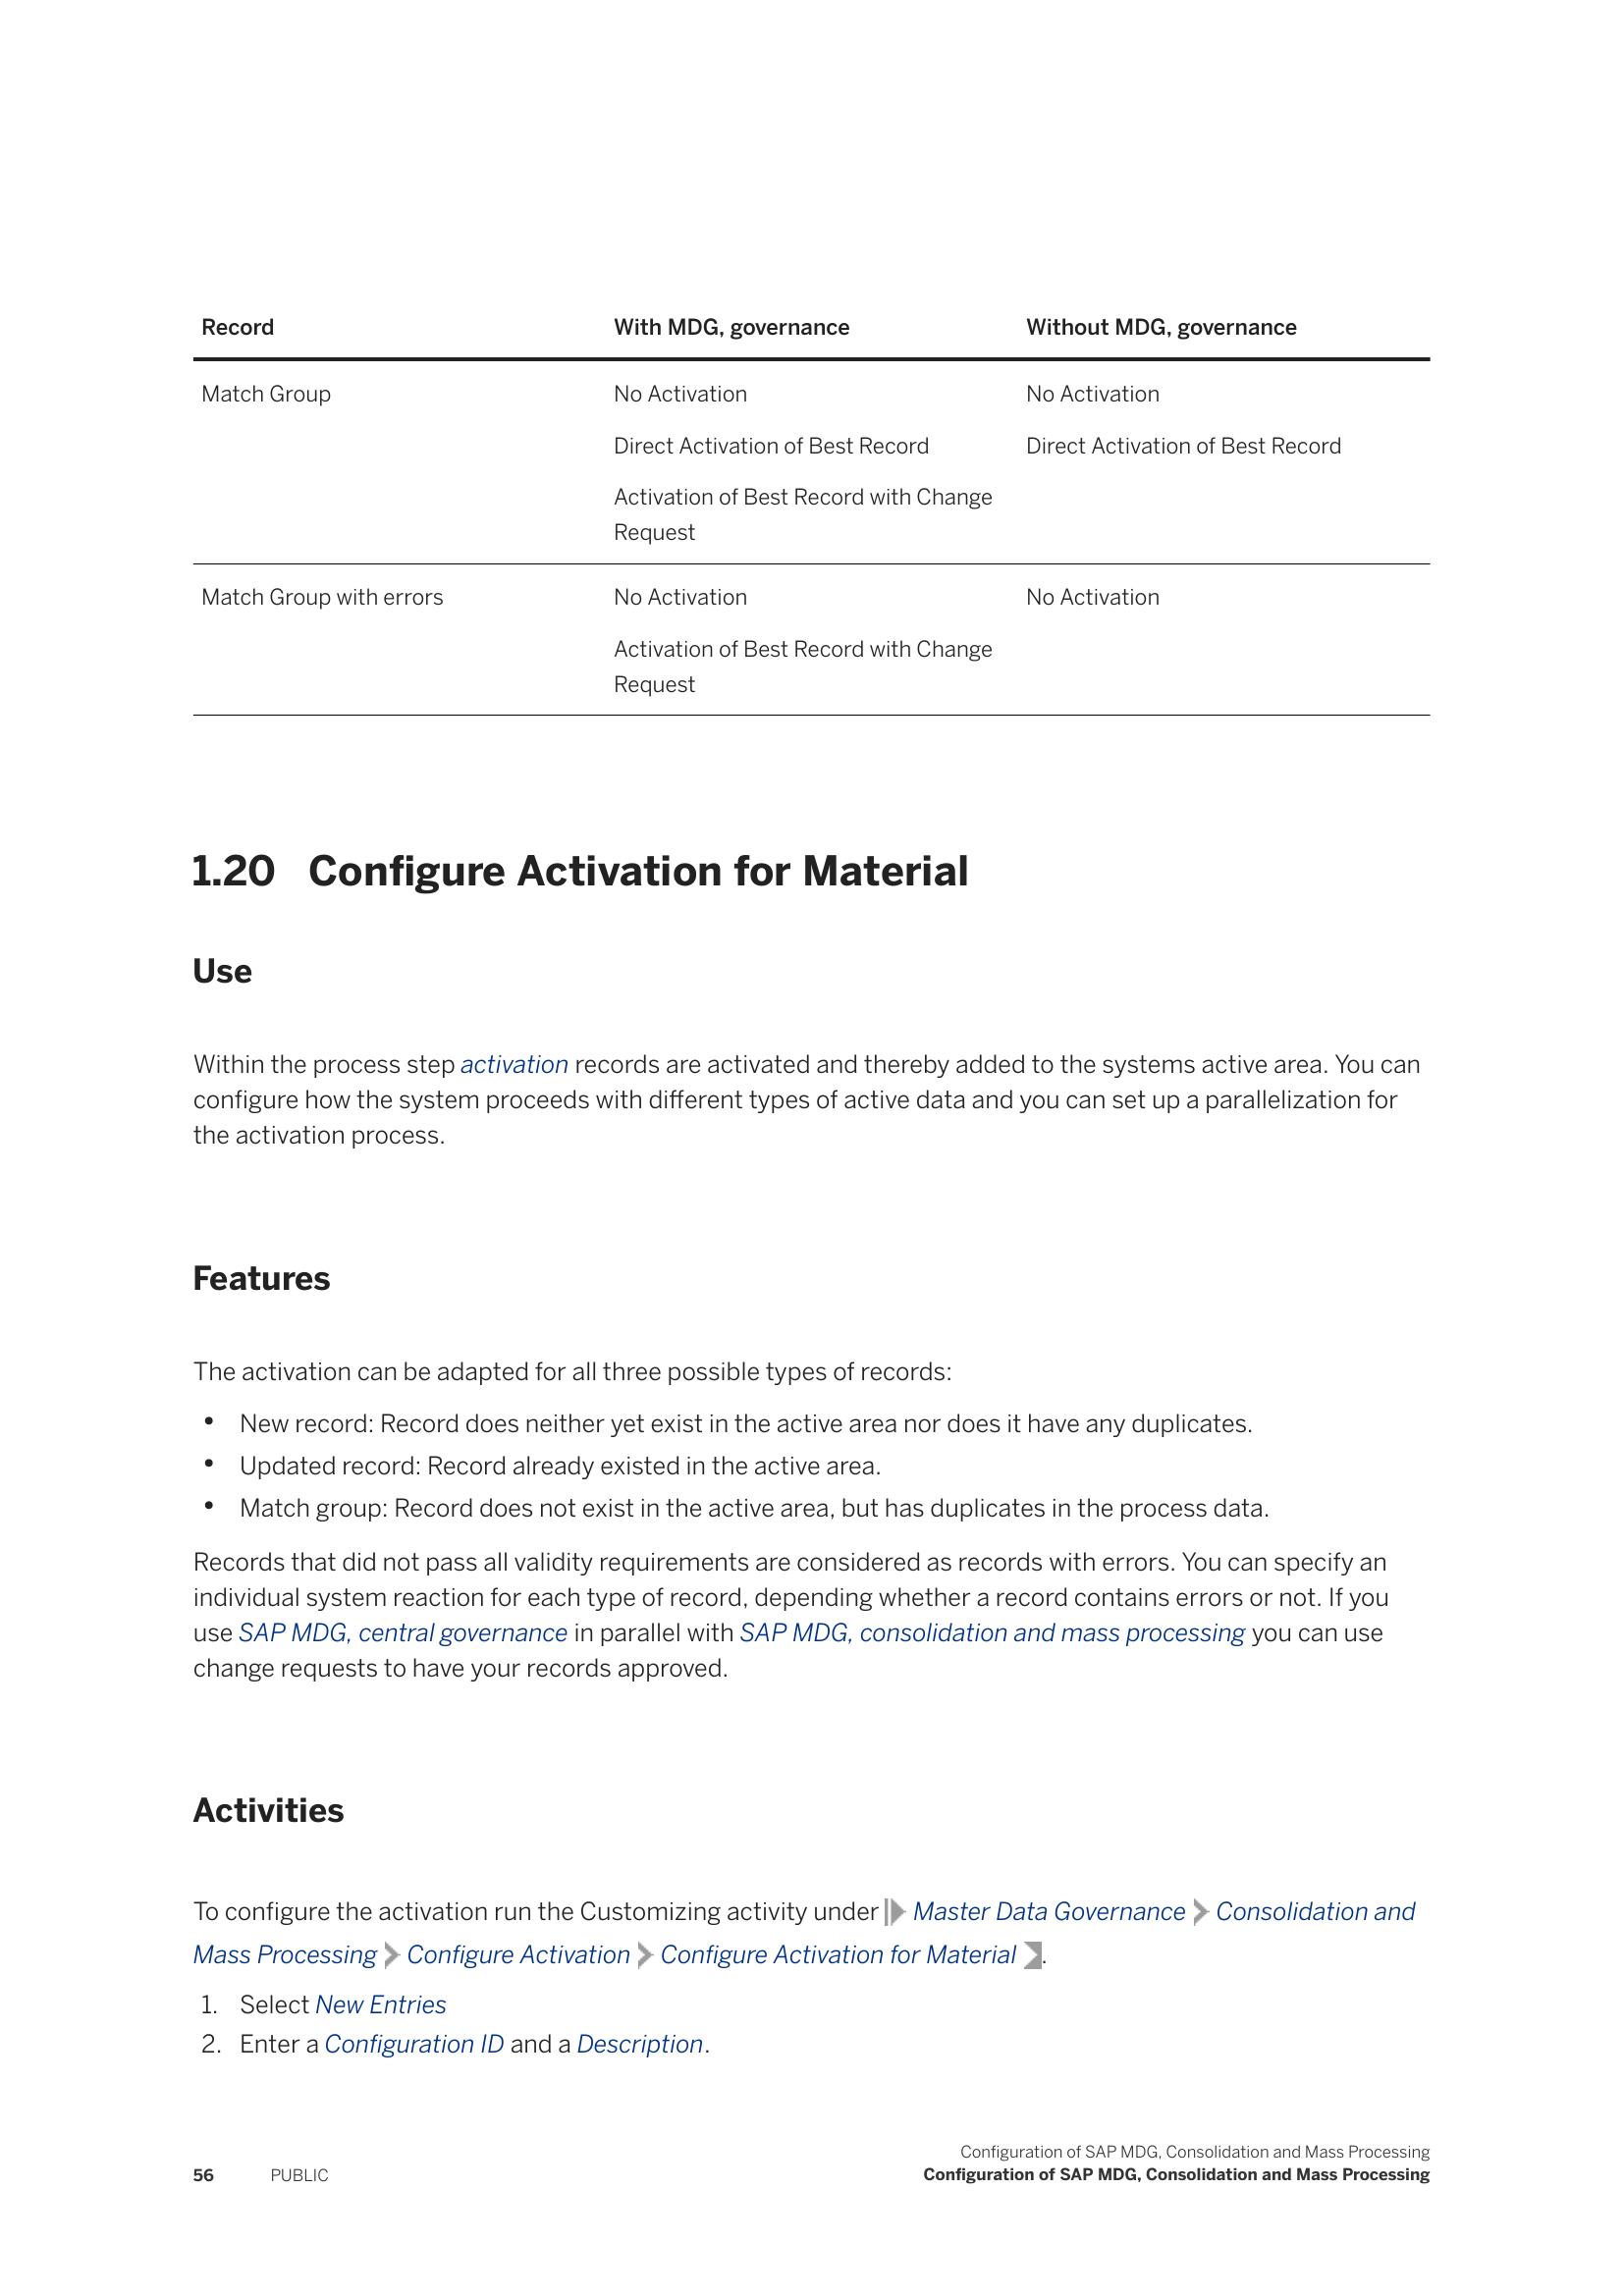 Record With MDG, governance Without MDG, governance
Match Group No Activation No Activation
Direct Activation of Best Record Direct Activation of Best Record
Activation of Best Record with Change
Request
Match Group with errors No Activation No Activation
Activation of Best Record with Change
Request
1.20 Configure Activation for Material
Use
Within the process step activation records are activated and thereby added to the systems active area. You can
configure how the system proceeds with different types of active data and you can set up a parallelization for
the activation process.
Features
The activation can be adapted for all three possible types of records:
• New record: Record does neither yet exist in the active area nor does it have any duplicates.
• Updated record: Record already existed in the active area.
• Match group: Record does not exist in the active area, but has duplicates in the process data.
Records that did not pass all validity requirements are considered as records with errors. You can specify an
individual system reaction for each type of record, depending whether a record contains errors or not. If you
use SAP MDG, central governance in parallel with SAP MDG, consolidation and mass processing you can use
change requests to have your records approved.
Activities
To configure the activation run the Customizing activity under Master Data Governance Consolidation and
Mass Processing Configure Activation Configure Activation for Material .
1. Select New Entries
2. Enter a Configuration ID and a Description.
Configuration of SAP MDG, Consolidation and Mass Processing
56 PUBLIC Configuration of SAP MDG, Consolidation and Mass Processing